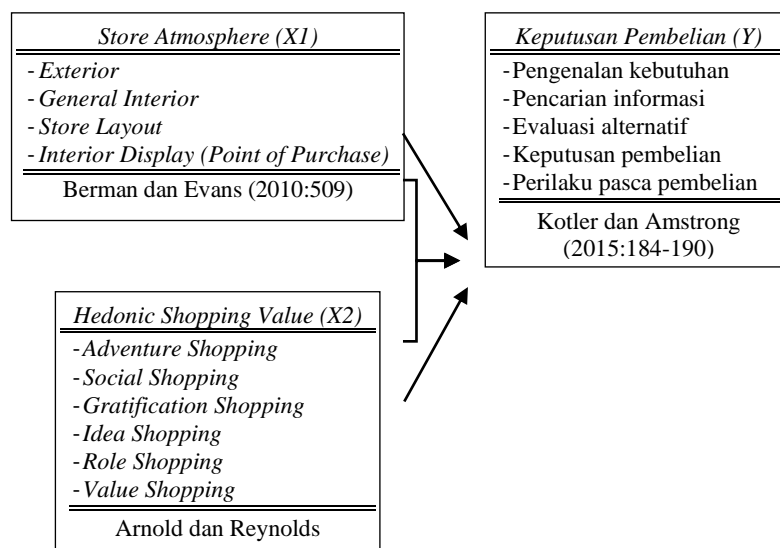 Store Atmosphere (X1)
-Exterior
-General Interior
-Store Layout
-Interior Display (Point of Purchase)
Berman dan Evans (2010:509)
Keputusan Pembelian (Y)
-Pengenalan kebutuhan
-Pencarian informasi
-Evaluasi alternatif
-Keputusan pembelian
-Perilaku pasca pembelian
Kotler dan Amstrong
(2015:184-190)
Hedonic Shopping Value (X2)
-Adventure Shopping
-Social Shopping
-Gratification Shopping
-Idea Shopping
-Role Shopping
-Value Shopping
Arnold dan Reynolds